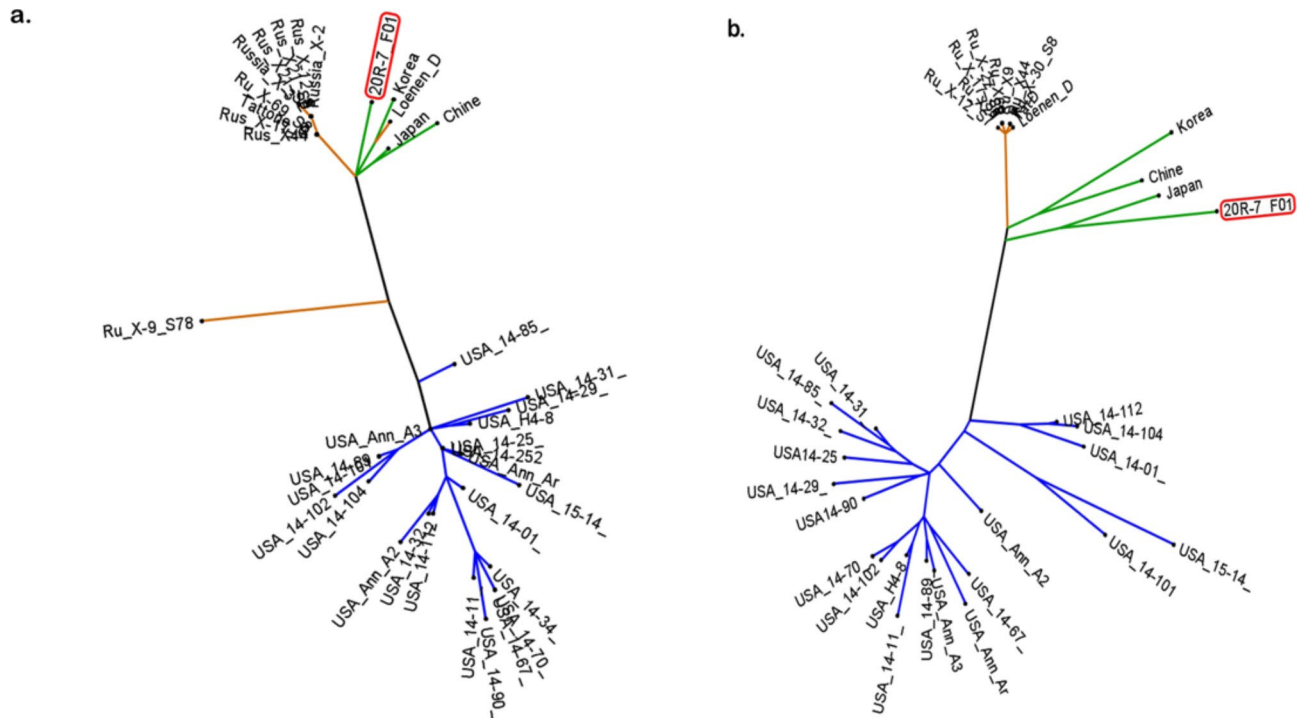 a.
20R-7_F01
Russia_X-2
Korea
Loenen_D
Japan
Chine
Ru_X-9_S78
USA_14-85_
USA_14-31_
USA_14-29_
USA_H4-8
USA_Ann_A3
USA_14-25_
USA_14-252
USA_Ann_Ar
USA_15-14_
USA_14-89
USA_14-102
USA_14-104
USA_14-01_
USA_Ann_A2
USA_14-32
USA_14-112
USA_14-11
USA_14-90_
USA_14-34_
USA_14-70_
USA_14-67_
b.
Loenen_D
Korea
Chine
Japan
20R-7_F01
USA_14-85_
USA_14-31
USA_14-32_
USA14-25
USA_14-29_
USA14-90
USA_14-112
USA_14-104
USA_14-01_
USA_15-14_
USA_14-101
USA_Ann_A2
USA_14-70
USA_14-102
USA_H4-8
USA_14-11_
USA_14-89
USA_Ann_A3
USA_Ann_Ar
USA_14-67_